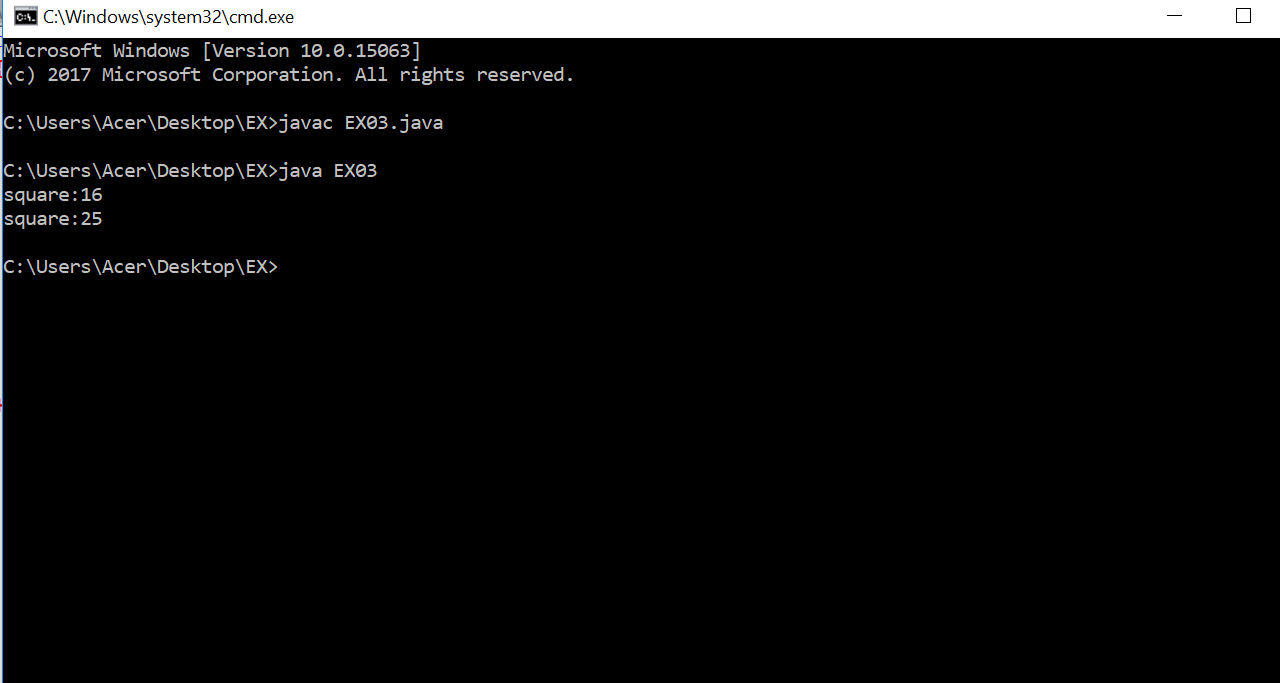 C:\Windows\system32\cmd.exe
Microsoft Windows [Version 10.0.15063]
(c) 2017 Microsoft Corporation. All rights reserved.
C:\Users\Acer\Desktop\EX>javac EX03.java
C:\Users\Acer\Desktop\EX>java EX03
square:16
square:25
C:\Users\Acer\Desktop\EX>